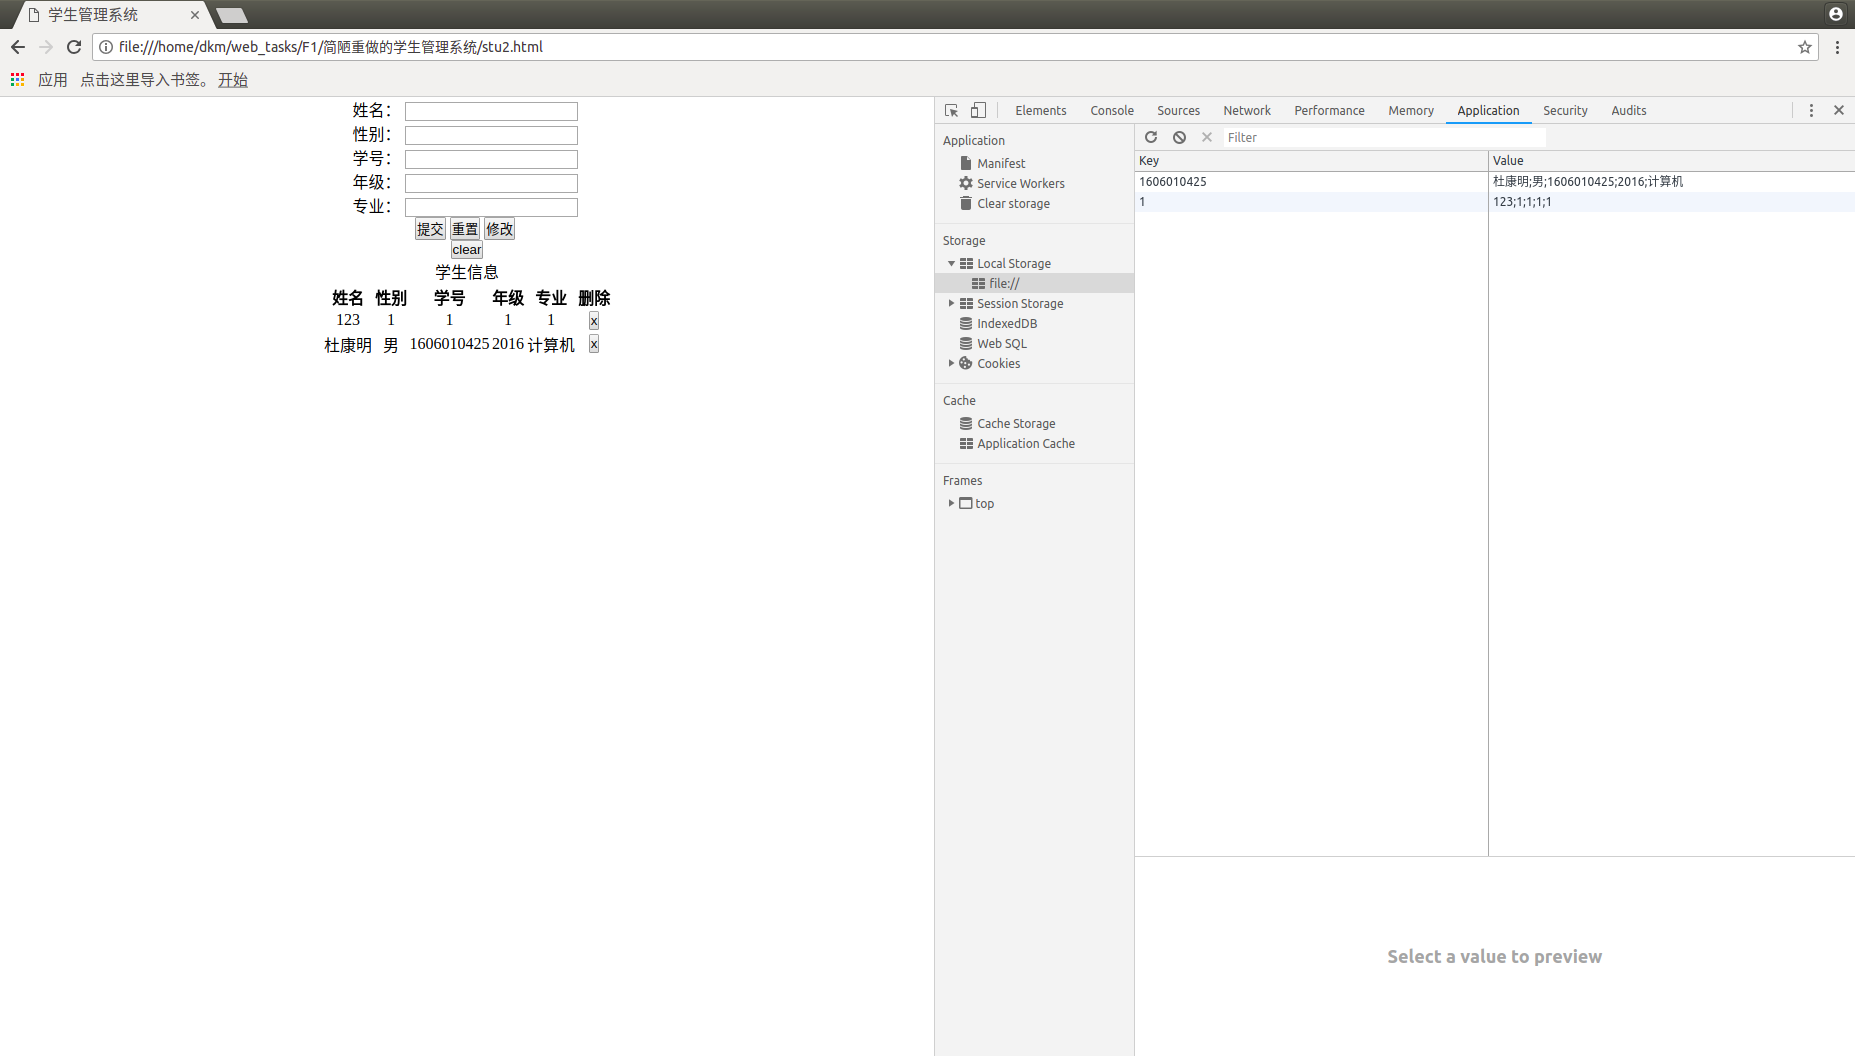 学生管理系统
file:///home/dkm/web_tasks/F1/简陋重做的学生管理系统/stu2.html
应用 点击这里导入书签。 开始
姓名：
性别：
学号：
年级：
专业：
提交 重置 修改
clear
学生信息
姓名 性别 学号 年级 专业 删除
123 1 1 1 1 x
杜康明 男 1606010425 2016 计算机 x
Elements Console Sources Network Performance Memory Application Security Audits
Application
Manifest
Service Workers
Clear storage
Storage
Local Storage
file://
Session Storage
IndexedDB
Web SQL
Cookies
Cache
Cache Storage
Application Cache
Frames
top
Filter
Key Value
1606010425 杜康明;男;1606010425;2016;计算机
1 123;1;1;1;1
Select a value to preview